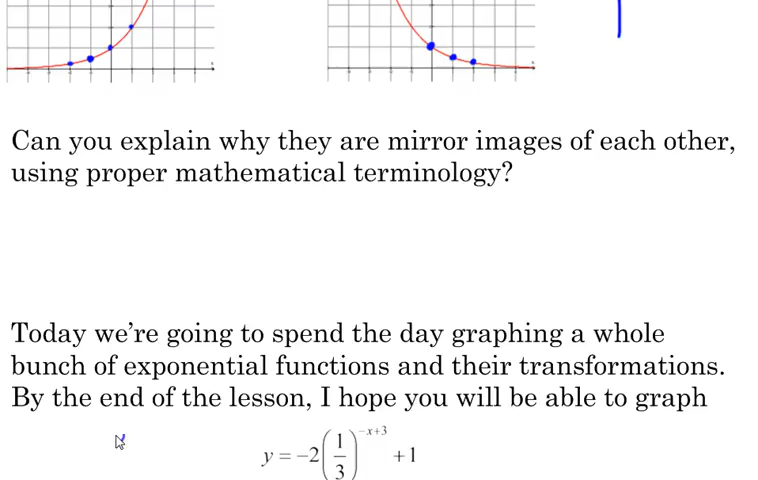 Can you explain why they are mirror images of each other,
using proper mathematical terminology?
Today we're going to spend the day graphing a whole
bunch of exponential functions and their transformations.
By the end of the lesson, I hope you will be able to graph
y = -2(1/3)^(-x+3) + 1